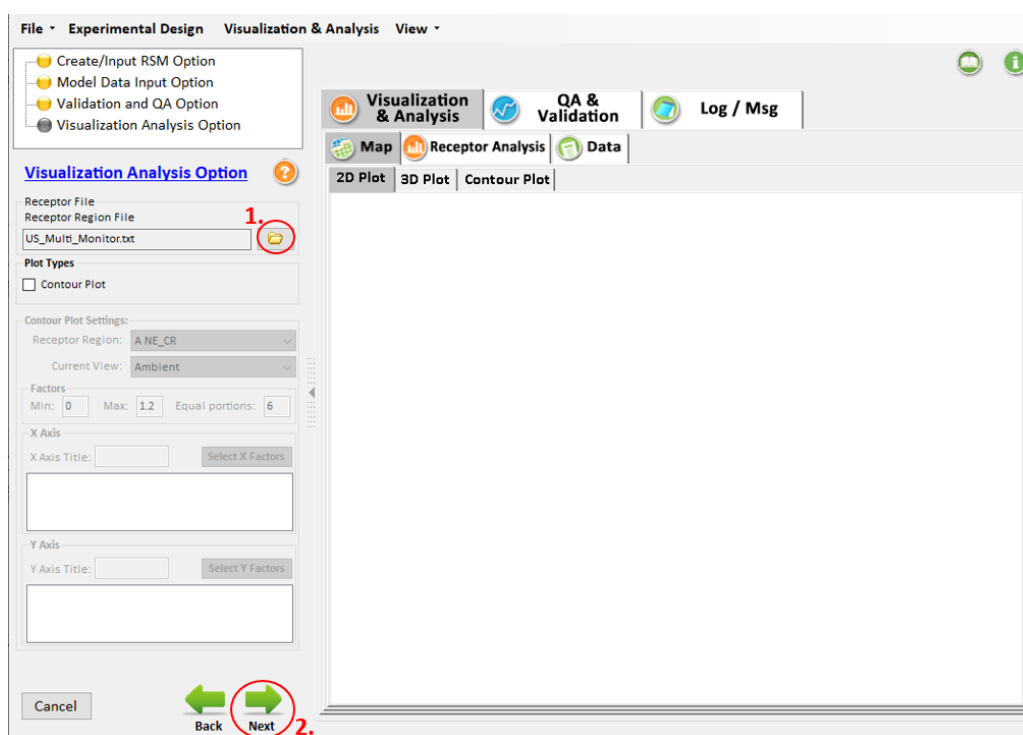 File Experimental Design Visualization & Analysis View
Create/Input RSM Option
Model Data Input Option
Validation and QA Option
Visualization Analysis Option
Visualization & Analysis
QA & Validation
Log / Msg
Map Receptor Analysis Data
2D Plot 3D Plot Contour Plot
Visualization Analysis Option ?
Receptor File
Receptor Region File
1.
US_Multi_Monitor.txt
Plot Types
Contour Plot
Contour Plot Settings:
Receptor Region: A NE_CR
Current View: Ambient
Factors
Min: 0 Max: 1.2 Equal portions: 6
X Axis
X Axis Title: Select X Factors
Y Axis
Y Axis Title: Select Y Factors
Cancel
Back Next 2.